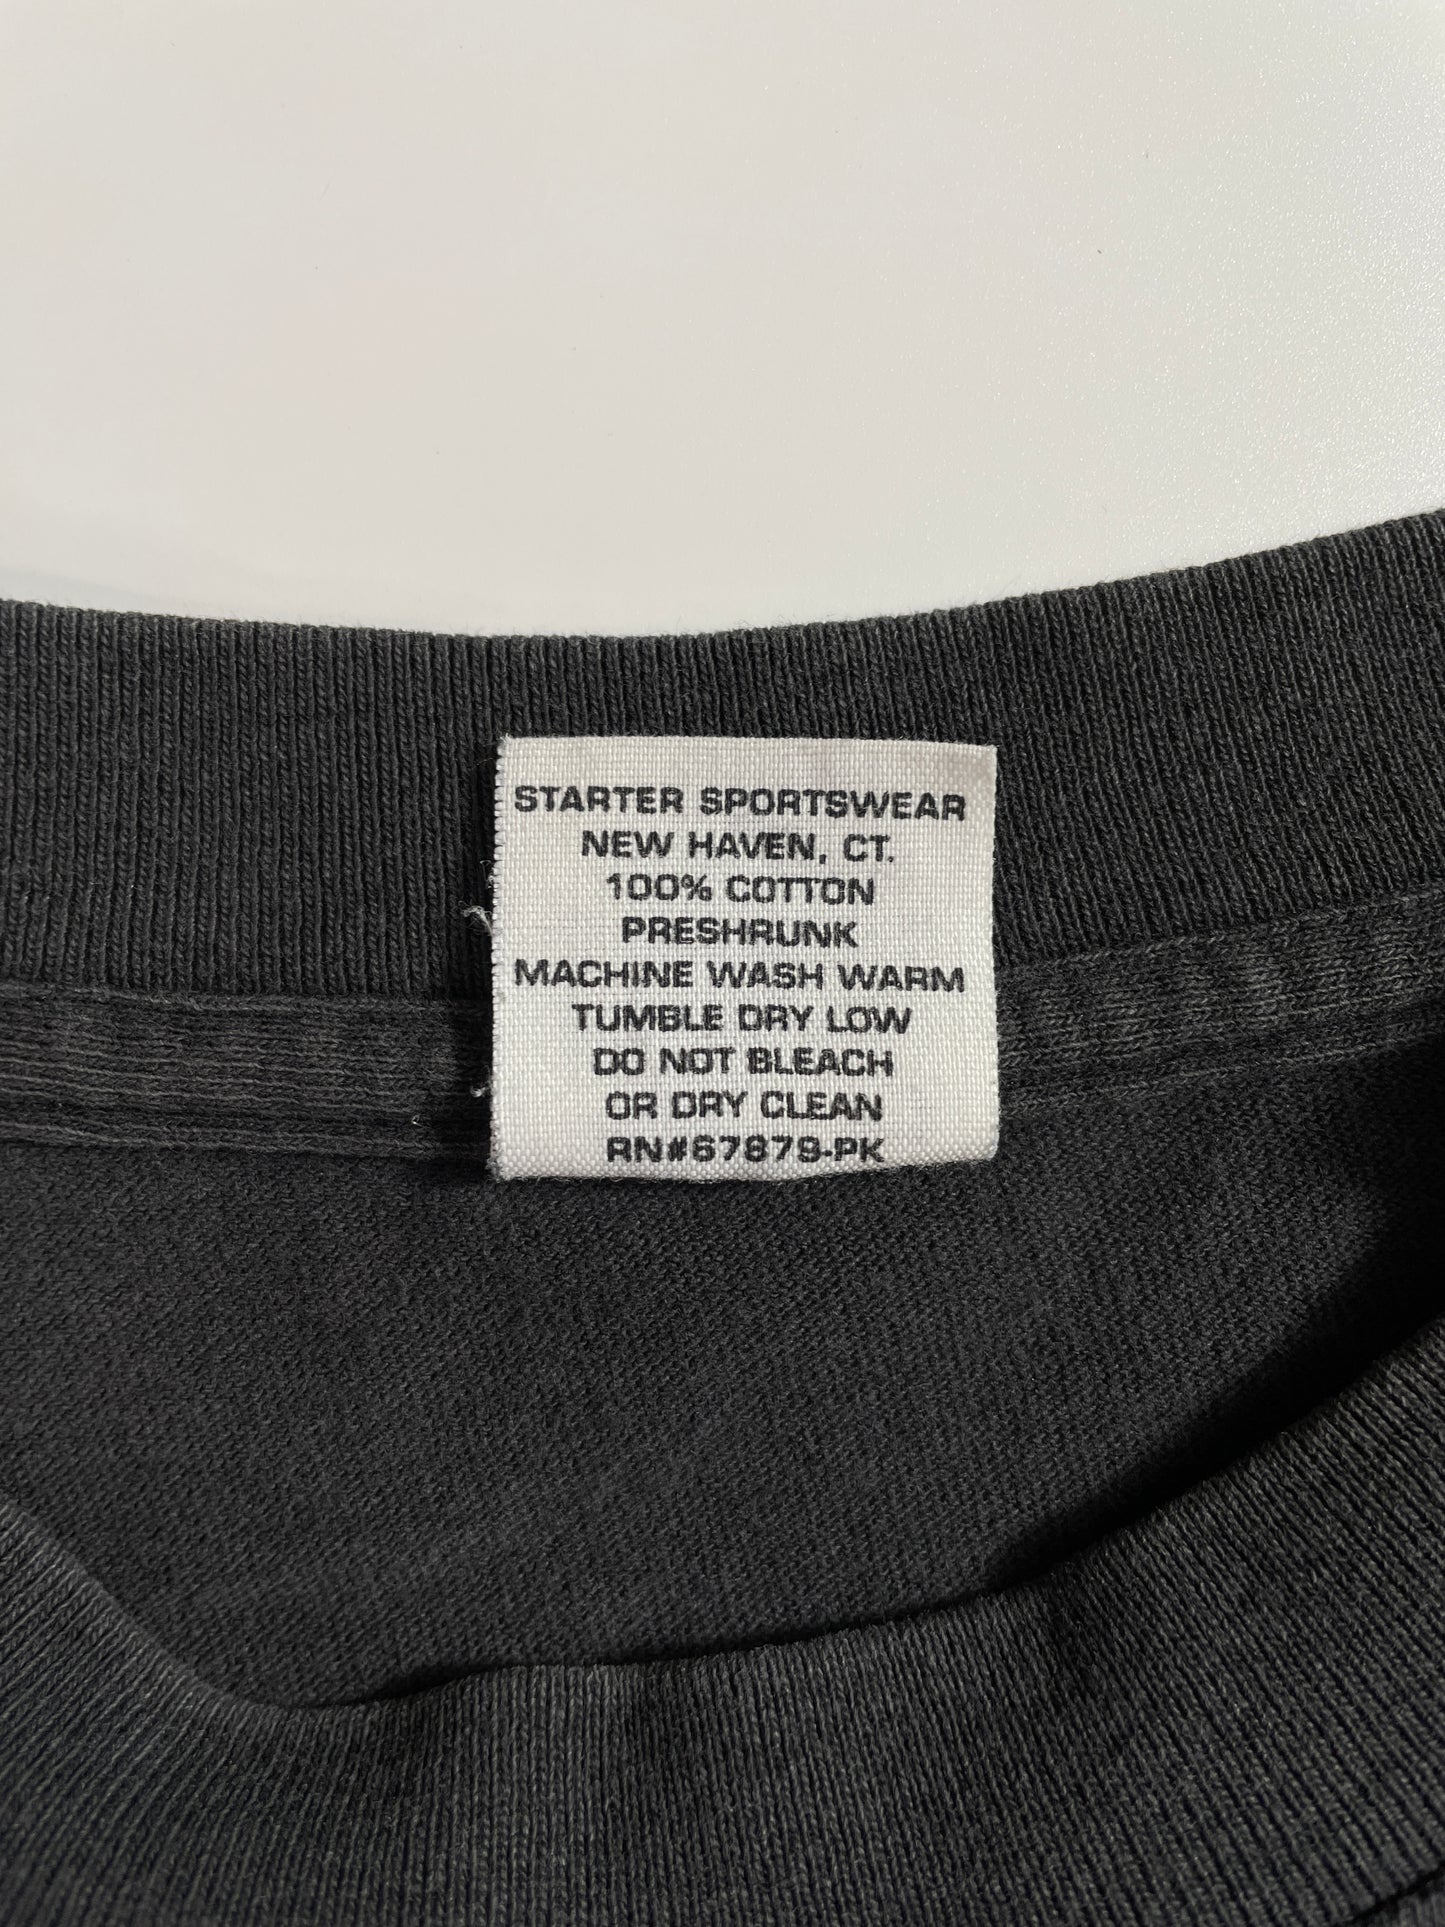 STARTER SPORTSWEAR
NEW HAVEN, CT.
100% COTTON
PRESHRUNK
MACHINE WASH WARM
TUMBLE DRY LOW
DO NOT BLEACH
OR DRY CLEAN
RN#67879-PK